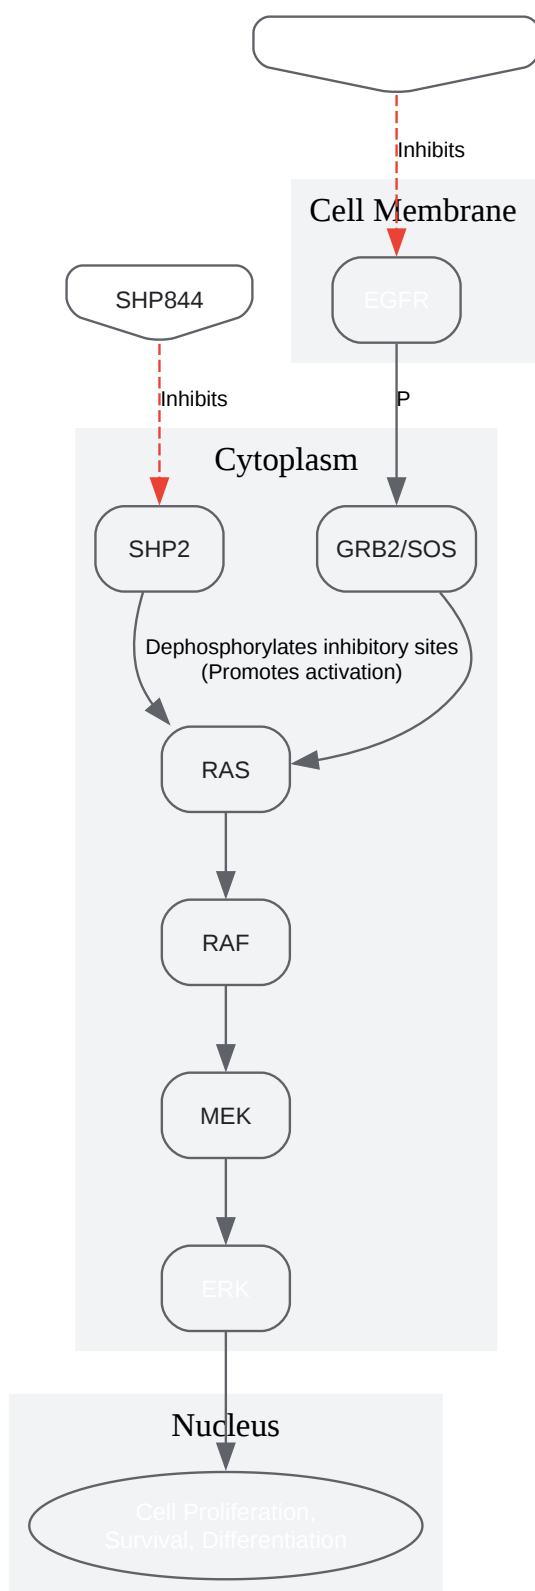 Inhibits
Cell Membrane
EGFR
SHP844
Inhibits
P
Cytoplasm
SHP2
GRB2/SOS
Dephosphorylates inhibitory sites
(Promotes activation)
RAS
RAF
MEK
ERK
Nucleus
Cell Proliferation,
Survival, Differentiation